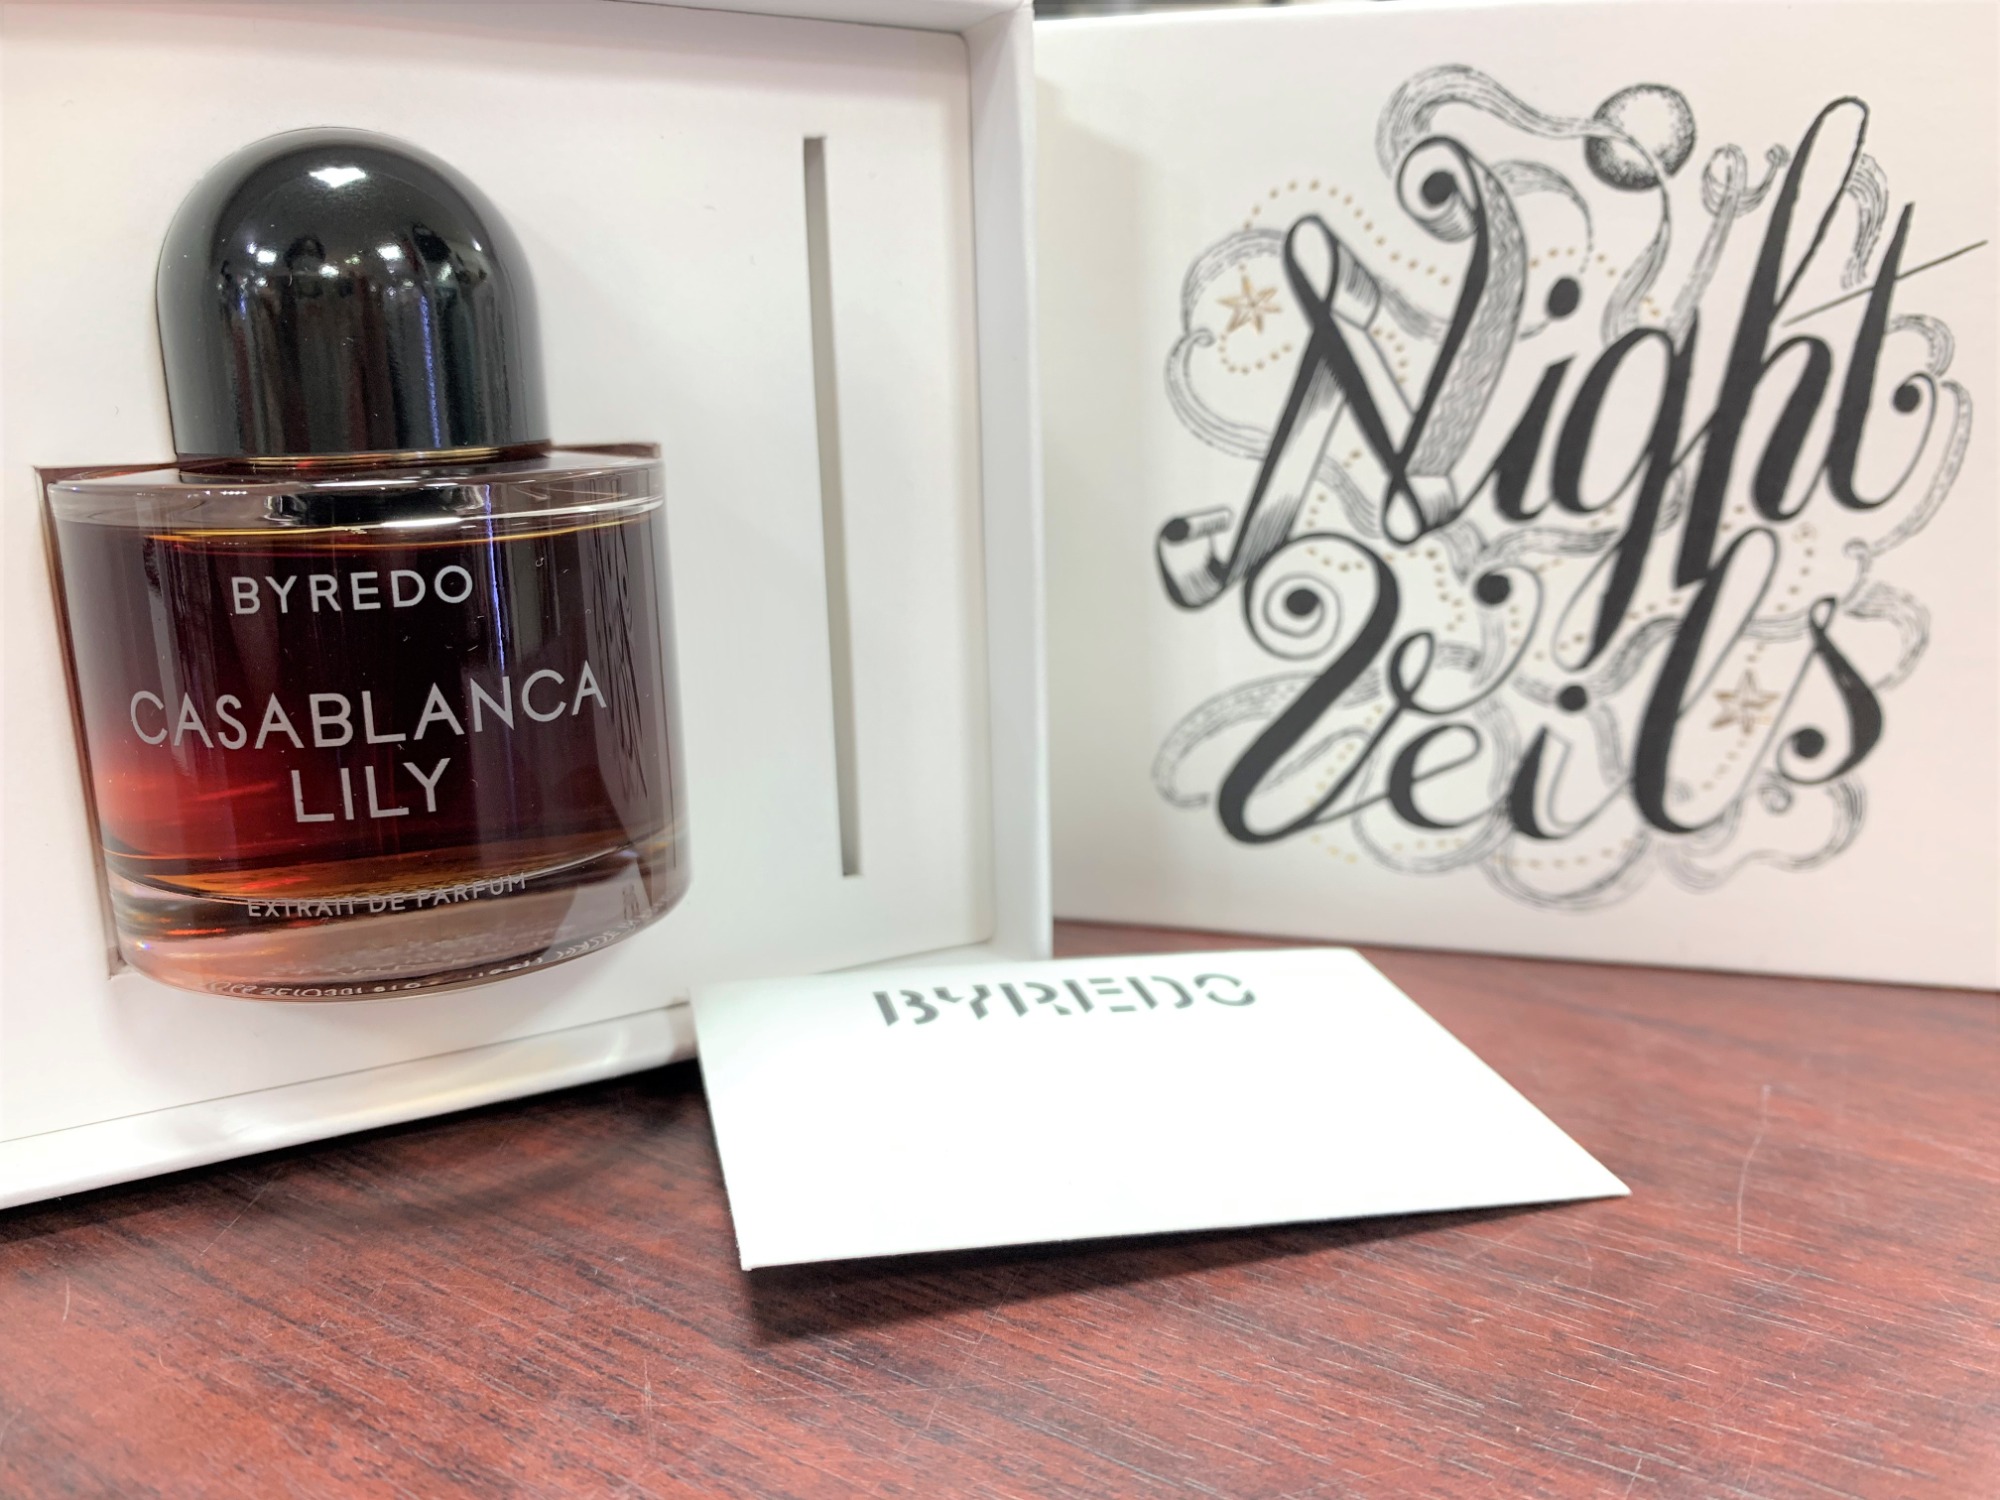 BYREDO
CASABLANCA
LILY
EXTRAIT DE PARFUM
Night
Veils
BYREDO